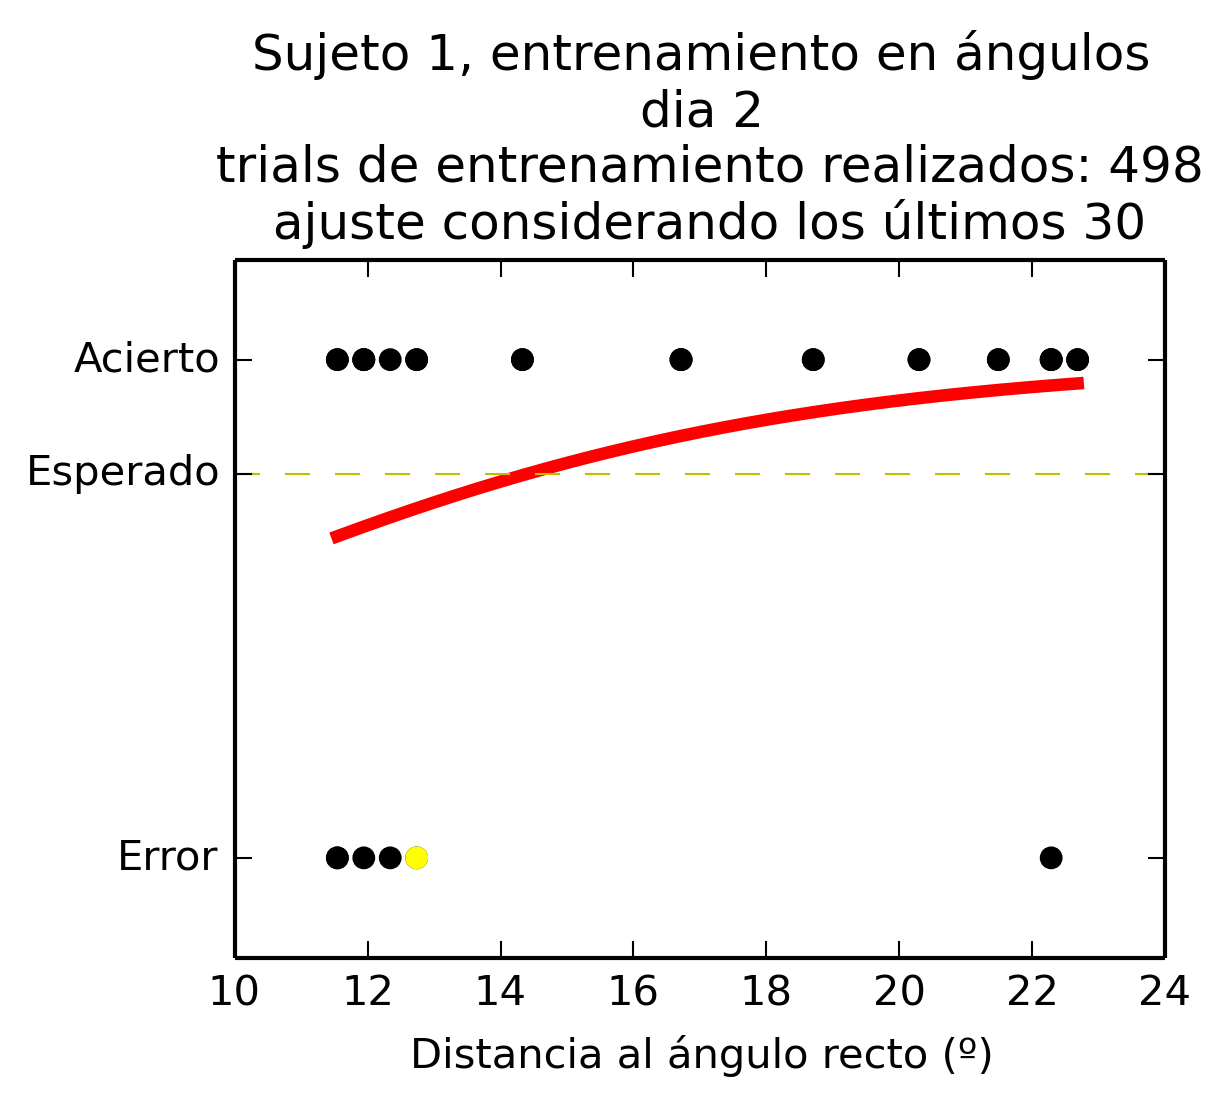 Sujeto 1, entrenamiento en ángulos
dia 2
trials de entrenamiento realizados: 498
ajuste considerando los últimos 30
Acierto
Esperado
Error
10 12 14 16 18 20 22 24
Distancia al ángulo recto (º)